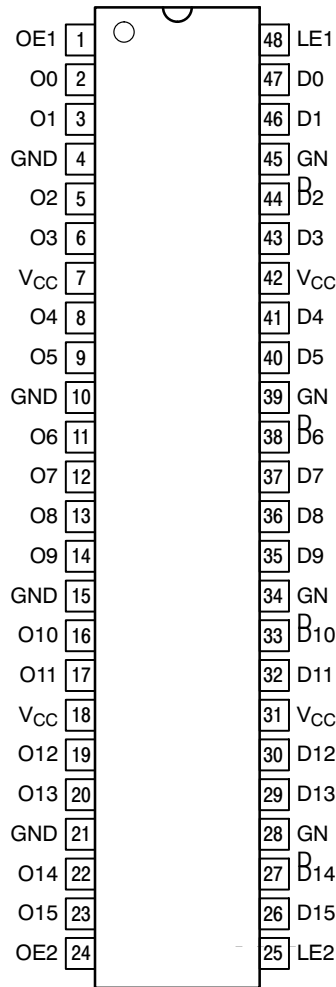 OE1 1 48 LE1
O0 2 47 D0
O1 3 46 D1
GND 4 45 GN
D
O2 5 44 D2
O3 6 43 D3
VCC 7 42 VCC
O4 8 41 D4
O5 9 40 D5
GND 10 39 GN
D
O6 11 38 D6
O7 12 37 D7
O8 13 36 D8
O9 14 35 D9
GND 15 34 GN
D
O10 16 33 D10
O11 17 32 D11
VCC 18 31 VCC
O12 19 30 D12
O13 20 29 D13
GND 21 28 GN
D
O14 22 27 D14
O15 23 26 D15
OE2 24 25 LE2